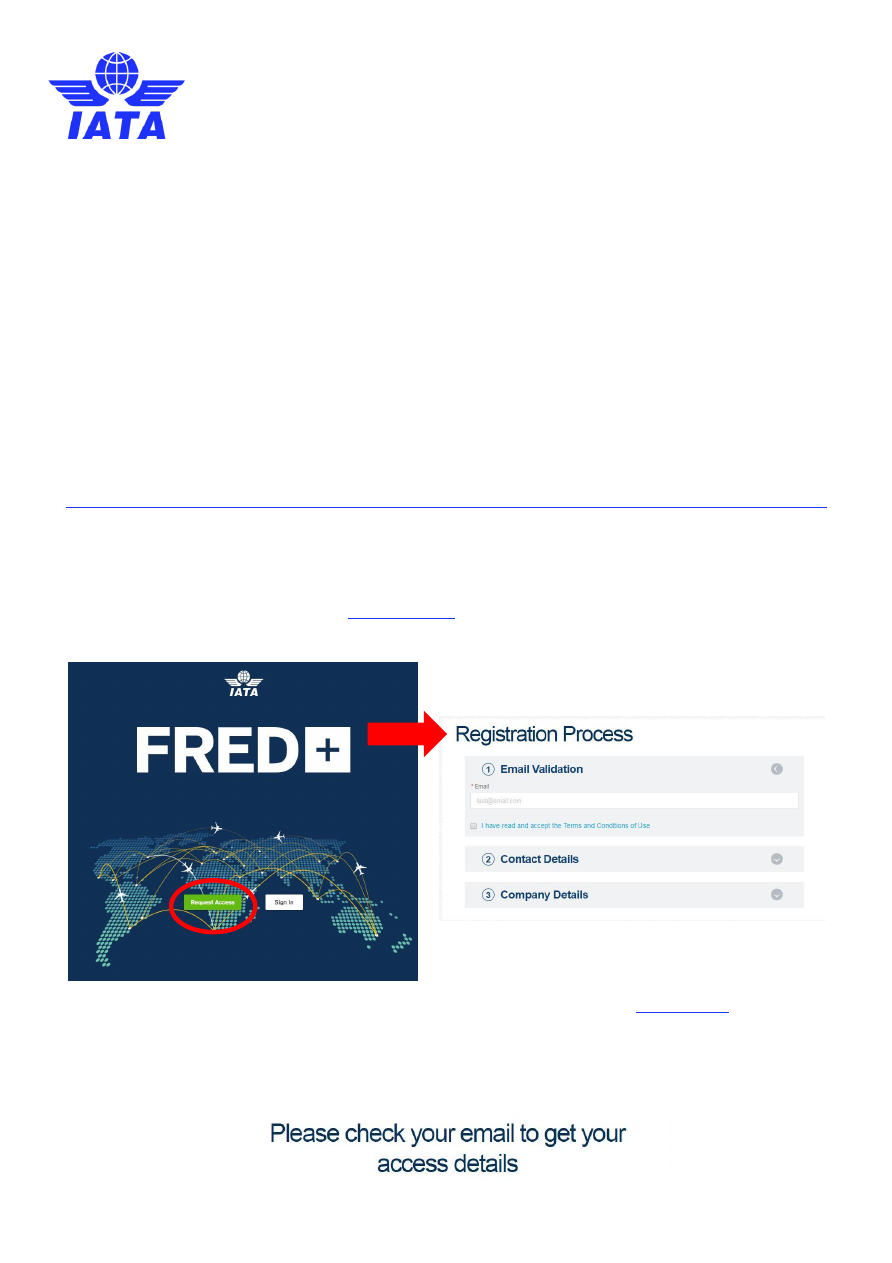 IATA
IATA
FRED+
Request Access
Sign In
Registration Process
1 Email Validation
* Email
test@email.com
I have read and accept the Terms and Conditions of Use
2 Contact Details
3 Company Details
Please check your email to get your
access details